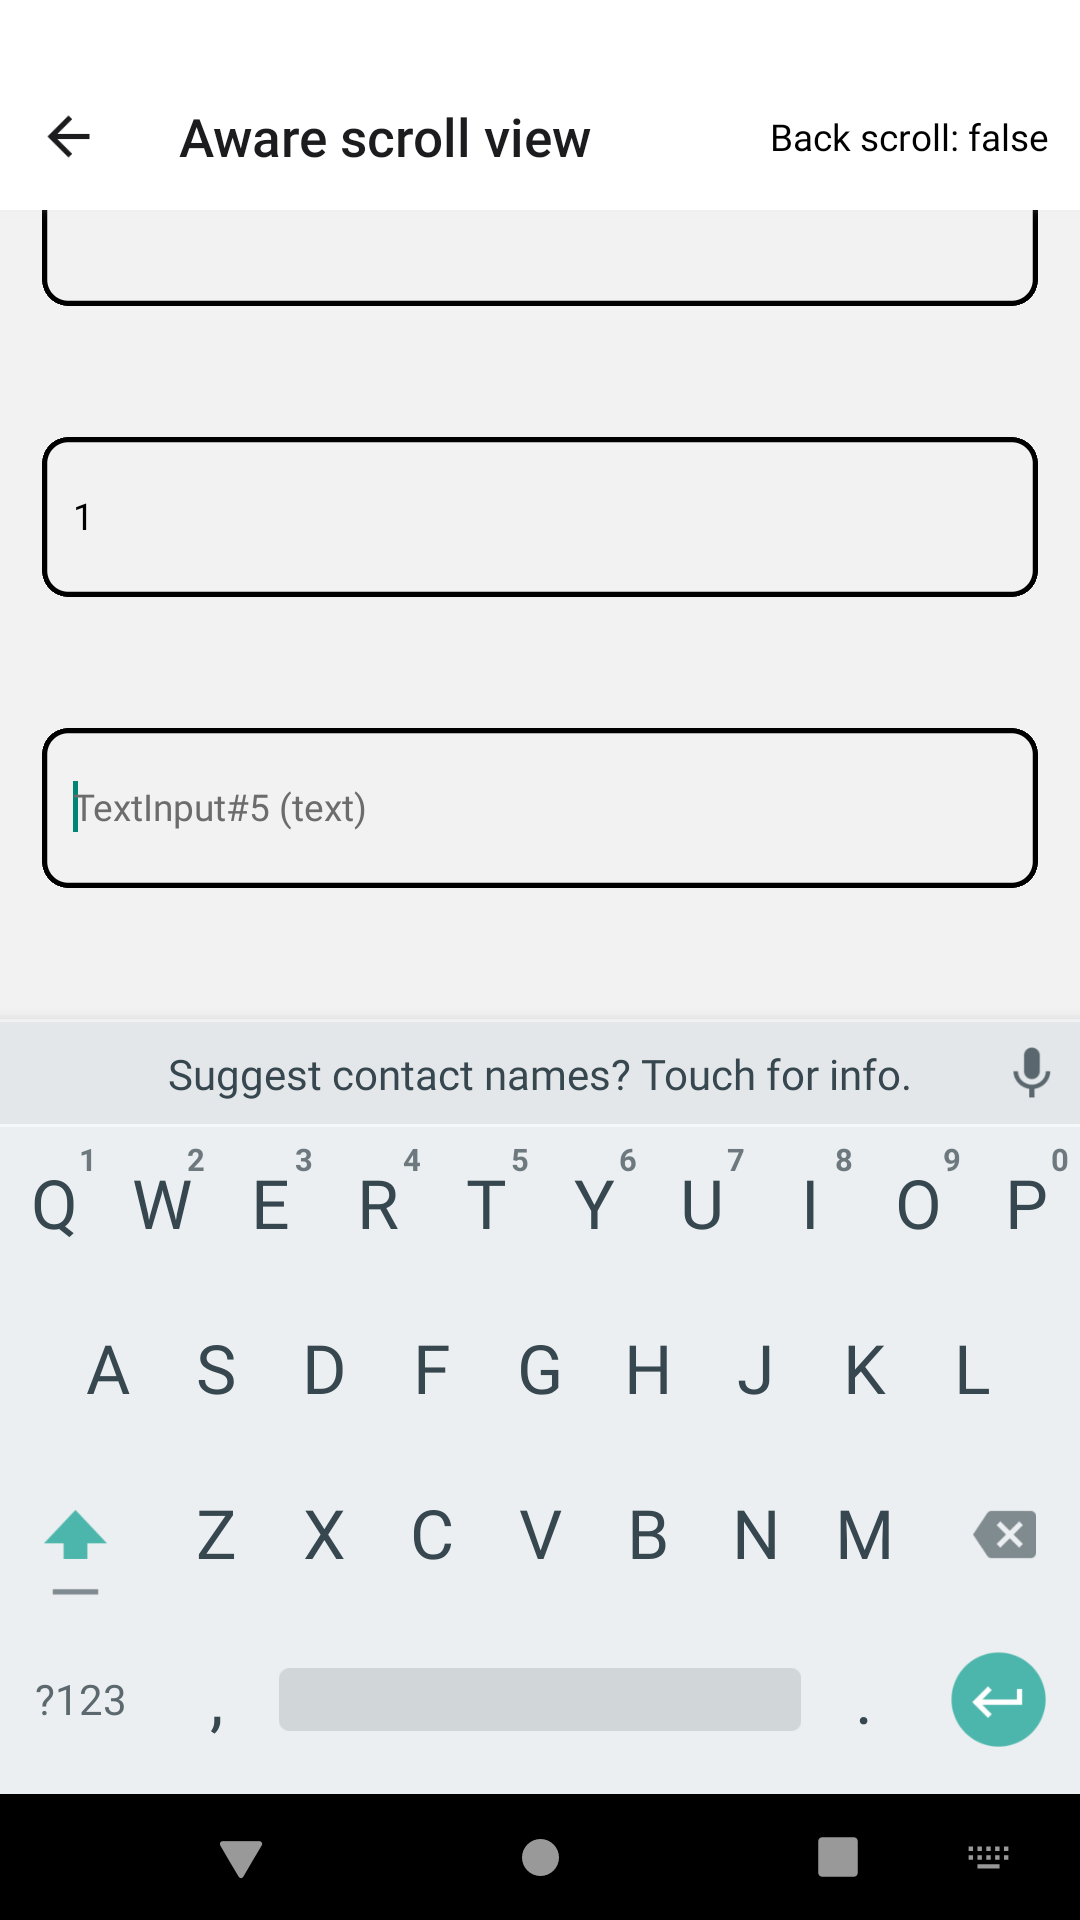 Aware scroll view
Back scroll: false
1
TextInput#5 (text)
Suggest contact names? Touch for info.
1 2 3 4 5 6 7 8 9 0
Q W E R T Y U I O P
A S D F G H J K L
Z X C V B N M
?123 , .